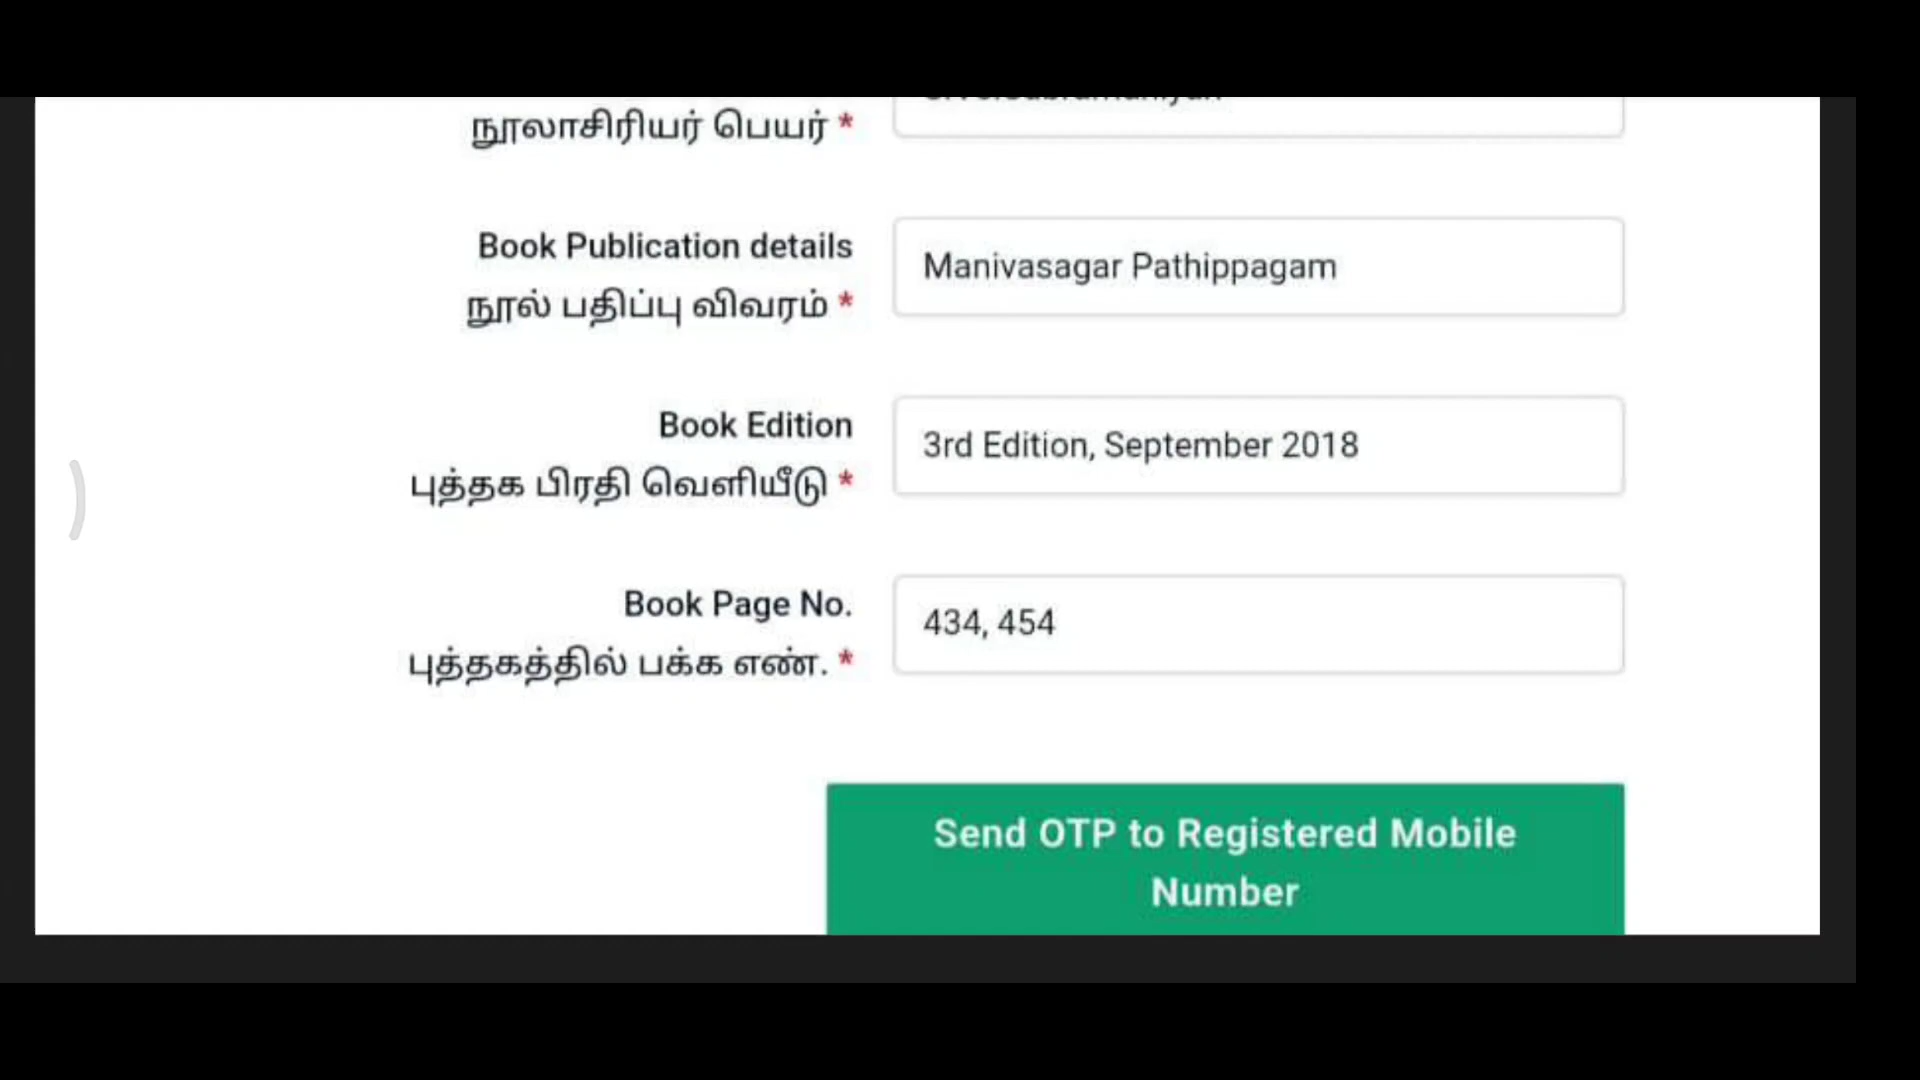 நூலாசிரியர் பெயர் *
Book Publication details
நூல் பதிப்பு விவரம் *
Manivasagar Pathippagam
Book Edition
புத்தக பிரதி வெளியீடு *
3rd Edition, September 2018
Book Page No.
புத்தகத்தில் பக்க எண். *
434, 454
Send OTP to Registered Mobile
Number